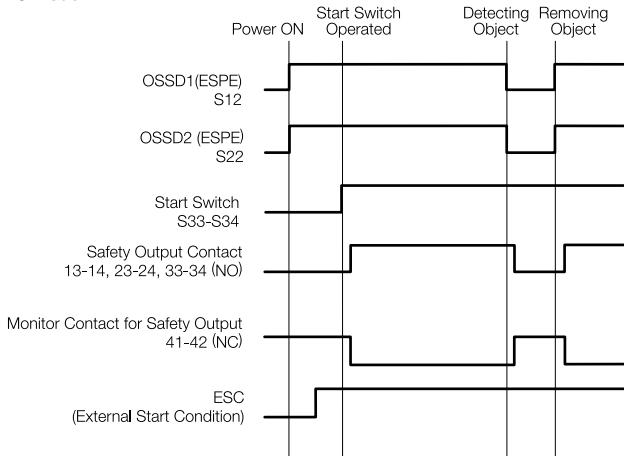 Power ON
Start Switch
Operated
Detecting
Object
Removing
Object
OSSD1(ESPE)
S12
OSSD2 (ESPE)
S22
Start Switch
S33-S34
Safety Output Contact
13-14, 23-24, 33-34 (NO)
Monitor Contact for Safety Output
41-42 (NC)
ESC
(External Start Condition)